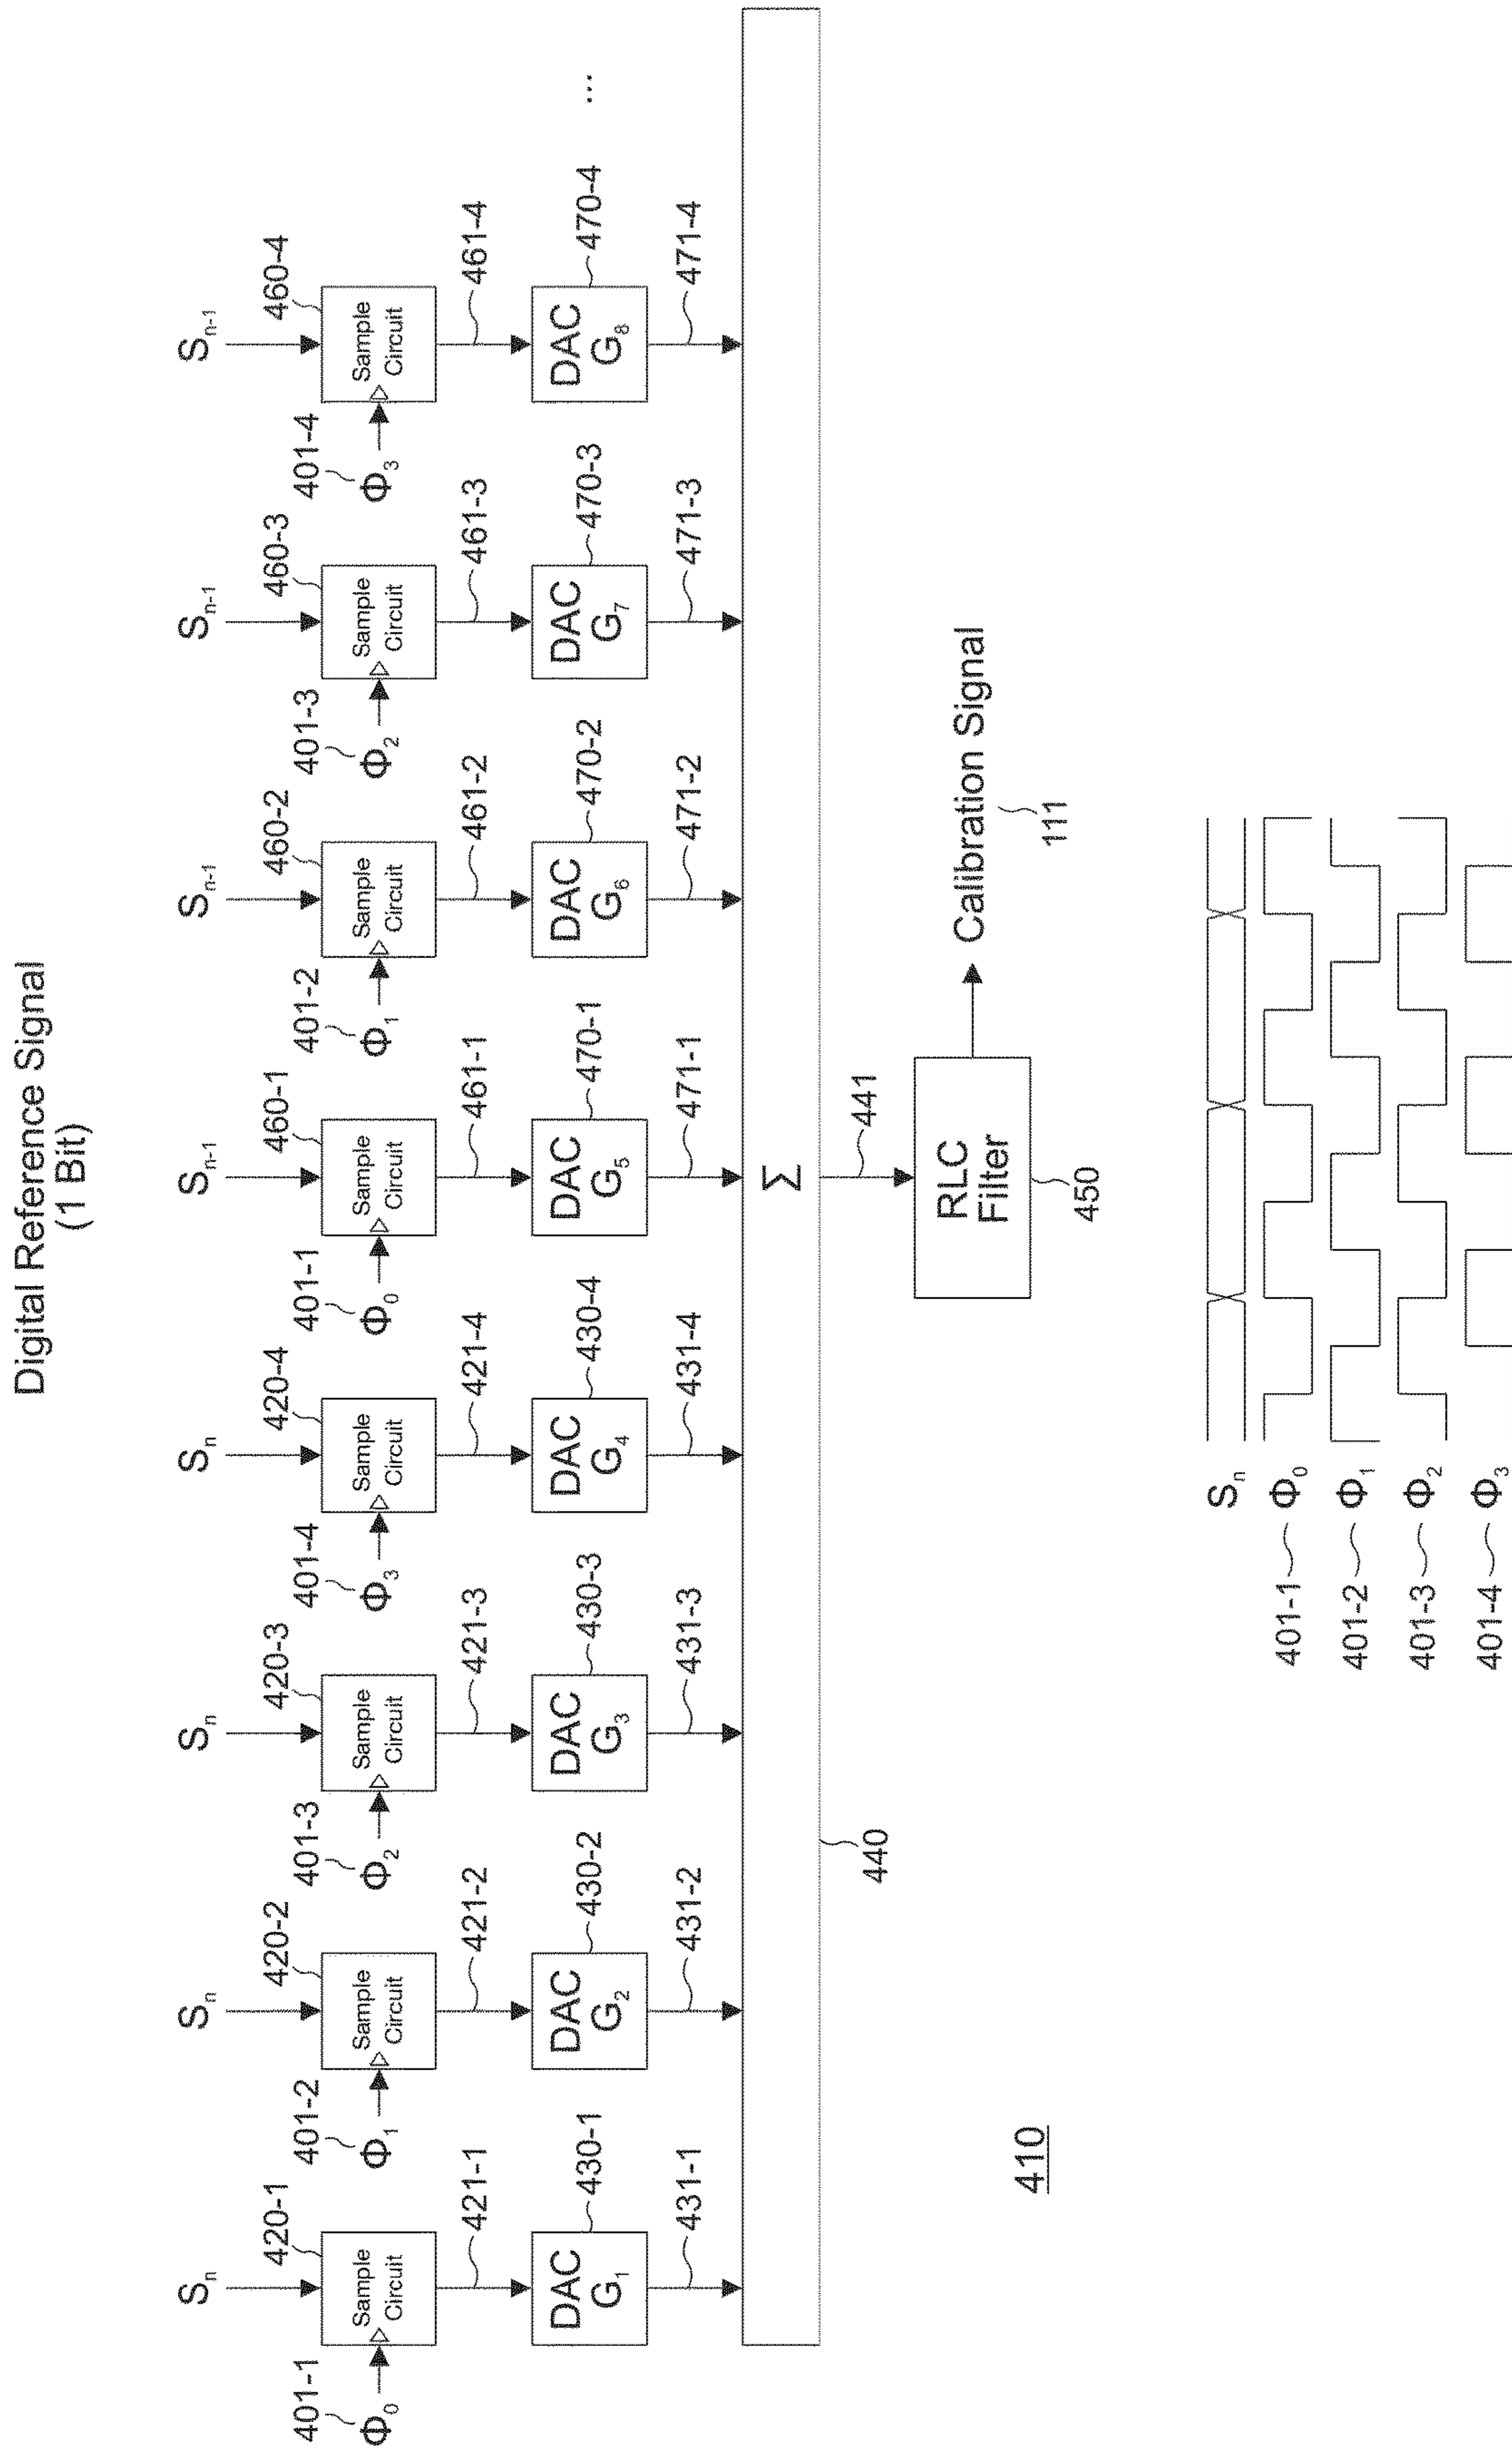 Digital Reference Signal
(1 Bit)
Sn Sn Sn Sn Sn-1 Sn-1 Sn-1 Sn-1
420-1 420-2 420-3 420-4 460-1 460-2 460-3 460-4
401-1 401-2 401-3 401-4 401-1 401-2 401-3 401-4
Sample Sample Sample Sample Sample Sample Sample Sample
Φ0 Φ1 Φ2 Φ3 Φ0 Φ1 Φ2 Φ3
Circuit Circuit Circuit Circuit Circuit Circuit Circuit Circuit
421-1 421-2 421-3 421-4 461-1 461-2 461-3 461-4
DAC DAC DAC DAC DAC DAC DAC DAC
430-1 430-2 430-3 430-4 470-1 470-2 470-3 470-4
...
G1 G2 G3 G4 G5 G6 G7 G8
431-1 431-2 431-3 431-4 471-1 471-2 471-3 471-4
Σ
440 441
RLC
Filter
Calibration Signal
410 450 111
Sn
401-1 Φ0
401-2 Φ1
401-3 Φ2
401-4 Φ3